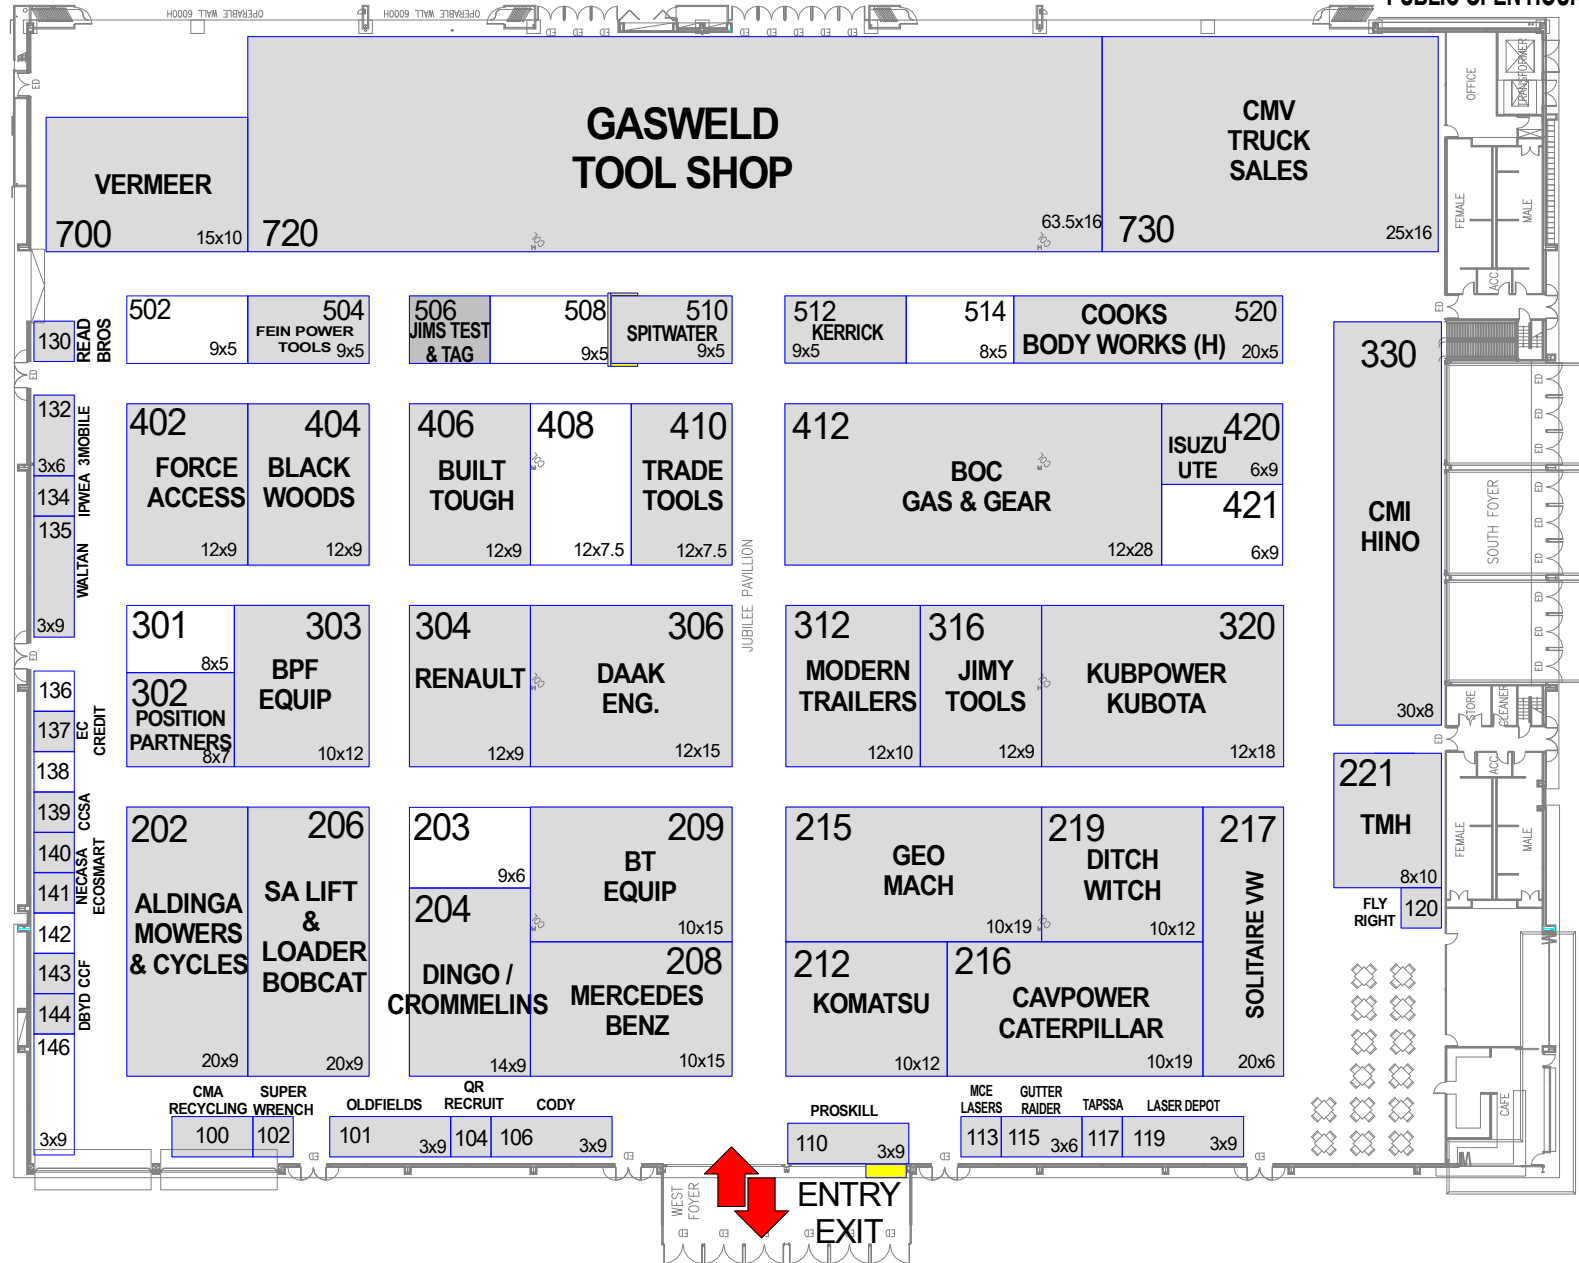 PUBLIC OPEN HOUR
OPERABLE WALL 6000H
OPERABLE WALL 6000H
OPERABLE WALL
GASWELD
TOOL SHOP
720
63.5x16
CMV
TRUCK
SALES
730
25x16
VERMEER
700
15x10
OFFICE
TRANSFORMER
FEMALE
MALE
ACC
130
READ
BROS
502
9x5
504
FEIN POWER
TOOLS 9x5
506
JIMS TEST
& TAG
508
9x5
510
SPITWATER
9x5
512
KERRICK
9x5
514
8x5
COOKS
BODY WORKS (H)
520
20x5
330
CMI
HINO
30x8
132
3x6
3MOBILE
134
IPWEA
135
WALTAN
3x9
402
FORCE
ACCESS
12x9
404
BLACK
WOODS
12x9
406
BUILT
TOUGH
12x9
408
12x7.5
410
TRADE
TOOLS
12x7.5
412
BOC
GAS & GEAR
12x28
420
ISUZU
UTE
6x9
421
6x9
SOUTH FOYER
JUBILEE PAVILLION
301
8x5
302
POSITION
PARTNERS
8x7
303
BPF
EQUIP
10x12
304
RENAULT
12x9
306
DAAK
ENG.
12x15
312
MODERN
TRAILERS
12x10
316
JIMY
TOOLS
12x9
320
KUBPOWER
KUBOTA
12x18
STORE
CLEANER
136
137
EC
CREDIT
138
139
CCSA
140
NECASA
141
ECOSMART
142
143
CCF
144
DBYD
146
3x9
202
ALDINGA
MOWERS
& CYCLES
20x9
206
SA LIFT
&
LOADER
BOBCAT
20x9
203
9x6
204
DINGO /
CROMMELINS
14x9
209
BT
EQUIP
10x15
208
MERCEDES
BENZ
10x15
215
GEO
MACH
10x19
219
DITCH
WITCH
10x12
217
SOLITAIRE VW
20x6
212
KOMATSU
10x12
216
CAVPOWER
CATERPILLAR
10x19
221
TMH
8x10
FLY
RIGHT
120
ACC
FEMALE
MALE
CAFE
CMA
RECYCLING
100
SUPER
WRENCH
102
OLDFIELDS
101
3x9
QR
RECRUIT
104
CODY
106
3x9
PROSKILL
110
3x9
MCE
LASERS
113
GUTTER
RAIDER
115
3x6
TAPSSA
117
LASER DEPOT
119
3x9
WEST
FOYER
ENTRY
EXIT